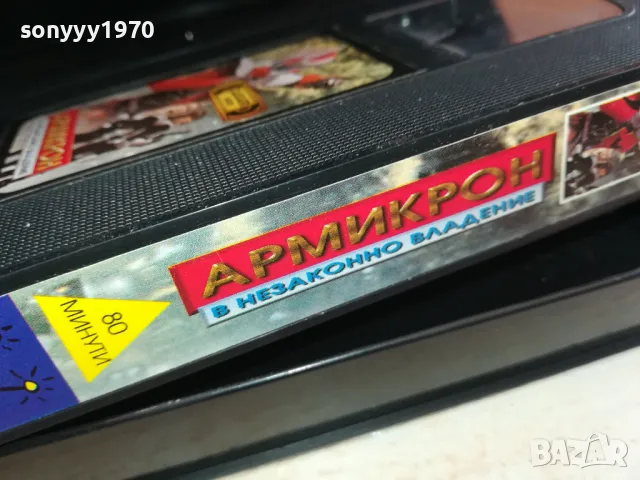 sonyyy1970
АРМИКРОН
В НЕЗАКОННО ВЛАДЕНИЕ
80
МИНУТИ
BAZAR